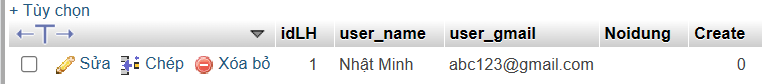 + Tùy chọn
idLH user_name user_gmail Noidung Create
Sửa Chép Xóa bỏ 1 Nhật Minh abc123@gmail.com 0